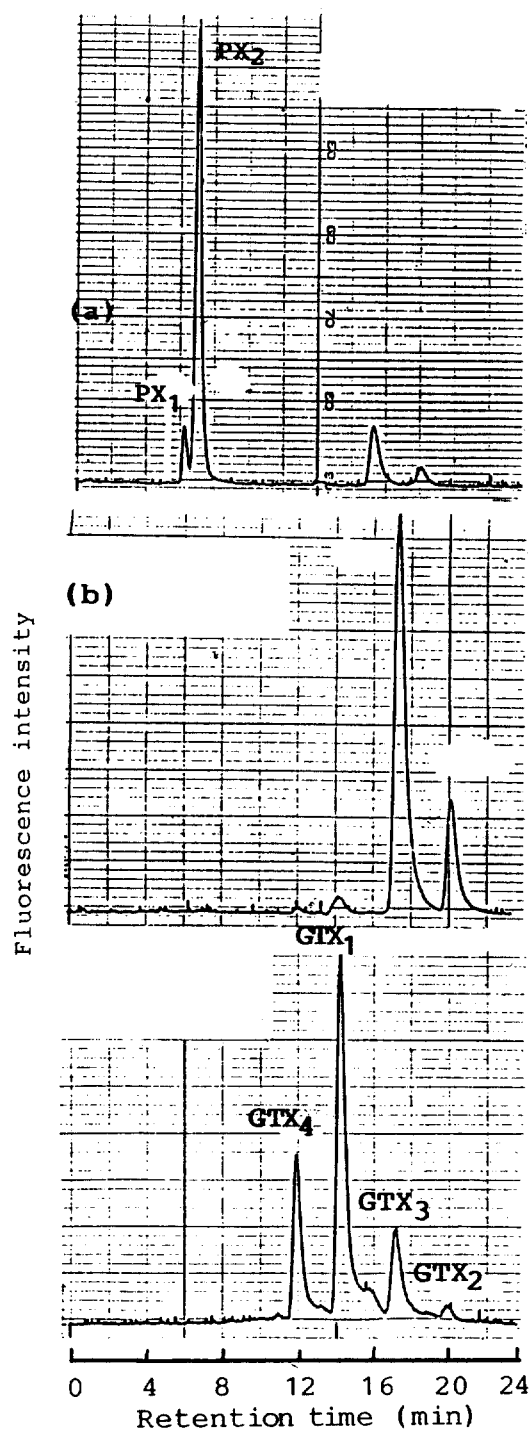 PX2
(a)
PX1
(b)
Fluorescence intensity
GTX1
GTX4
GTX3
GTX2
0 4 8 12 16 20 24
Retention time (min)